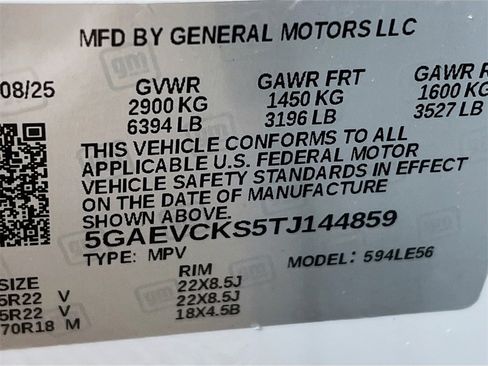 MFD BY GENERAL MOTORS LLC
08/25 GVWR GAWR FRT GAWR R
2900 KG 1450 KG 1600 KG
6394 LB 3196 LB 3527 LB
THIS VEHICLE CONFORMS TO ALL
APPLICABLE U.S. FEDERAL MOTOR
VEHICLE SAFETY STANDARDS IN EFFECT
ON THE DATE OF MANUFACTURE
SHOWN ABOVE.
5GAEVCKS5TJ144859
TYPE: MPV MODEL: 594LE56
SIZE RIM
5R22 V 22X8.5J
5R22 V 22X8.5J
70R18 M 18X4.5B